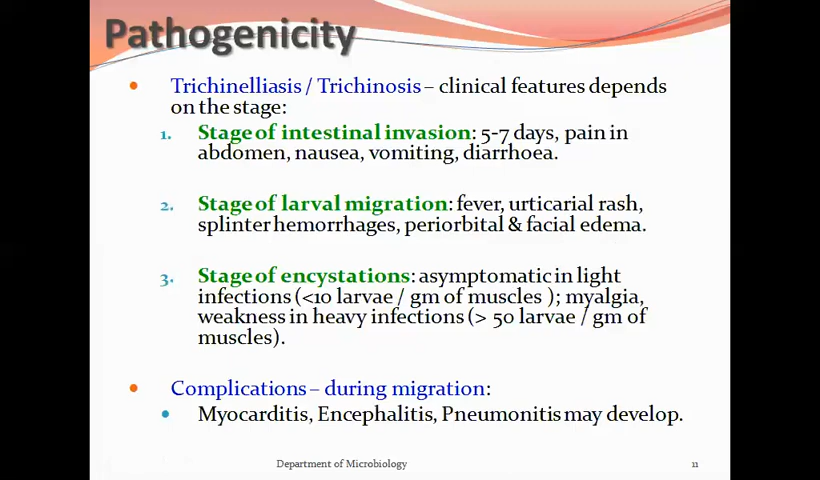 Pathogenicity
Trichinelliasis / Trichinosis – clinical features depends
on the stage:
1. Stage of intestinal invasion: 5-7 days, pain in
abdomen, nausea, vomiting, diarrhoea.
2. Stage of larval migration: fever, urticarial rash,
splinter hemorrhages, periorbital & facial edema.
3. Stage of encystations: asymptomatic in light
infections (<10 larvae / gm of muscles ); myalgia,
weakness in heavy infections (> 50 larvae / gm of
muscles).
Complications – during migration:
Myocarditis, Encephalitis, Pneumonitis may develop.
Department of Microbiology
11